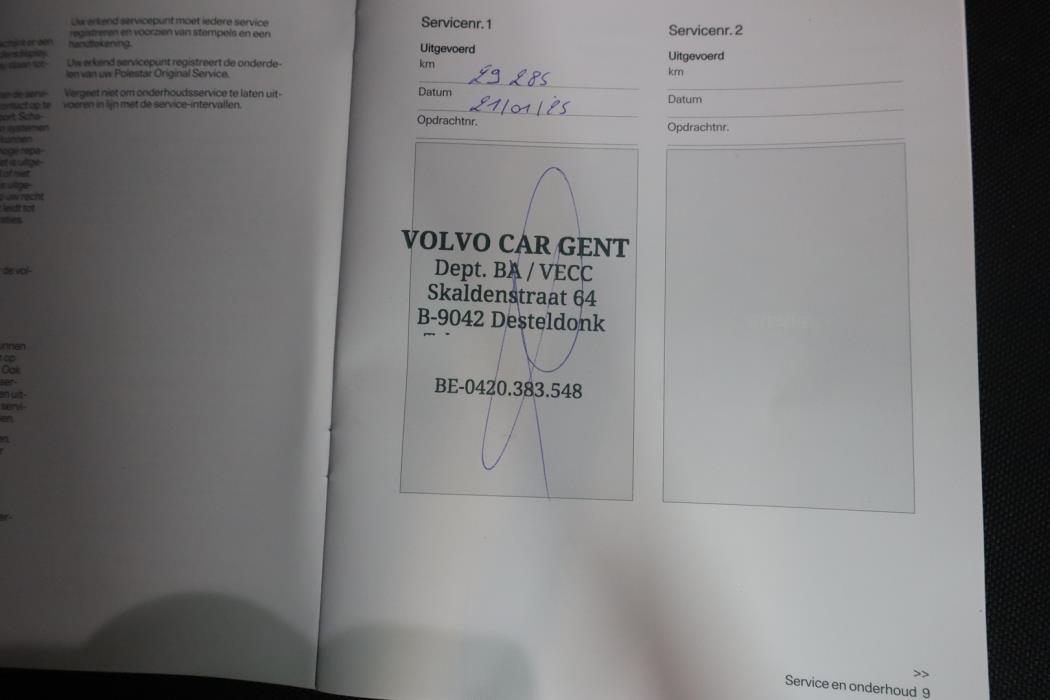 Uw erkend servicepunt moet iedere service
registreren en voorzien van stempels en een
handtekening.
Uw erkend servicepunt registreert de onderde-
len van uw Polestar Original Service.
Vergeet niet om onderhoudsservice te laten uit-
voeren in lijn met de service-intervallen.
Servicenr. 1
Uitgevoerd
km 29 285
Datum 21/01/25
Opdrachtnr.
VOLVO CAR GENT
Dept. BA / VECC
Skaldenstraat 64
B-9042 Desteldonk
BE-0420.383.548
Servicenr. 2
Uitgevoerd
km
Datum
Opdrachtnr.
>>
Service en onderhoud 9